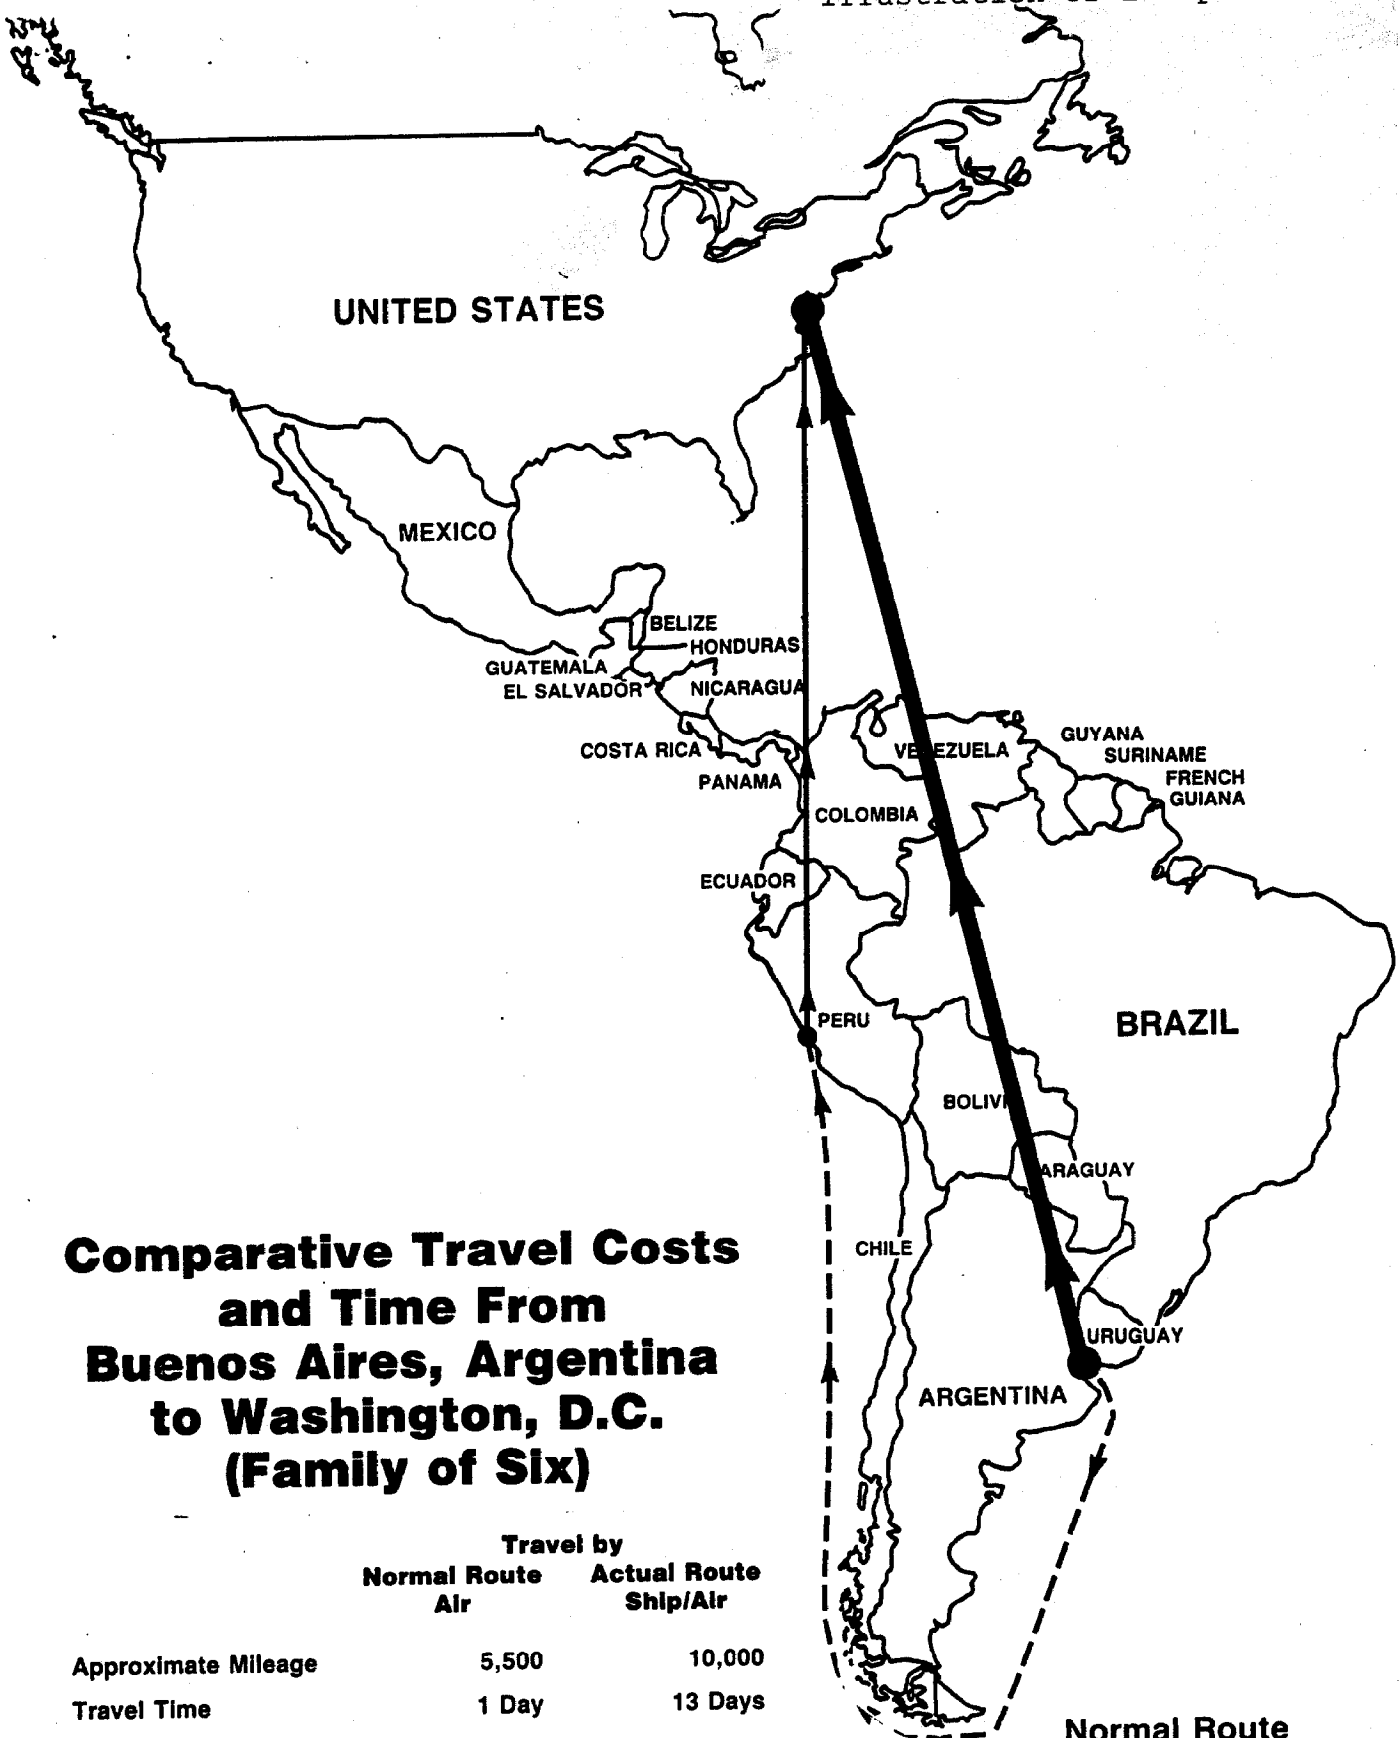 UNITED STATES
MEXICO
BELIZE
HONDURAS
GUATEMALA
EL SALVADOR
NICARAGUA
COSTA RICA
PANAMA
VENEZUELA
GUYANA
SURINAME
FRENCH
GUIANA
COLOMBIA
ECUADOR
PERU
BRAZIL
BOLIVI
ARAGUAY
CHILE
URUGUAY
ARGENTINA
Comparative Travel Costs
and Time From
Buenos Aires, Argentina
to Washington, D.C.
(Family of Six)
Travel by
Normal Route Actual Route
Air Ship/Air
Approximate Mileage 5,500 10,000
Travel Time 1 Day 13 Days
Normal Route